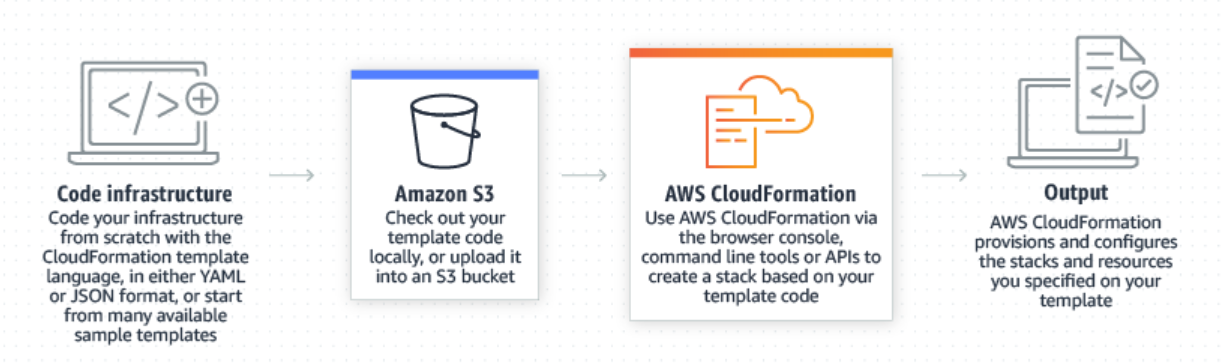 </>
Code infrastructure
Code your infrastructure
from scratch with the
CloudFormation template
language, in either YAML
or JSON format, or start
from many available
sample templates
Amazon S3
Check out your
template code
locally, or upload it
into an S3 bucket
AWS CloudFormation
Use AWS CloudFormation via
the browser console,
command line tools or APIs to
create a stack based on your
template code
</>
Output
AWS CloudFormation
provisions and configures
the stacks and resources
you specified on your
template